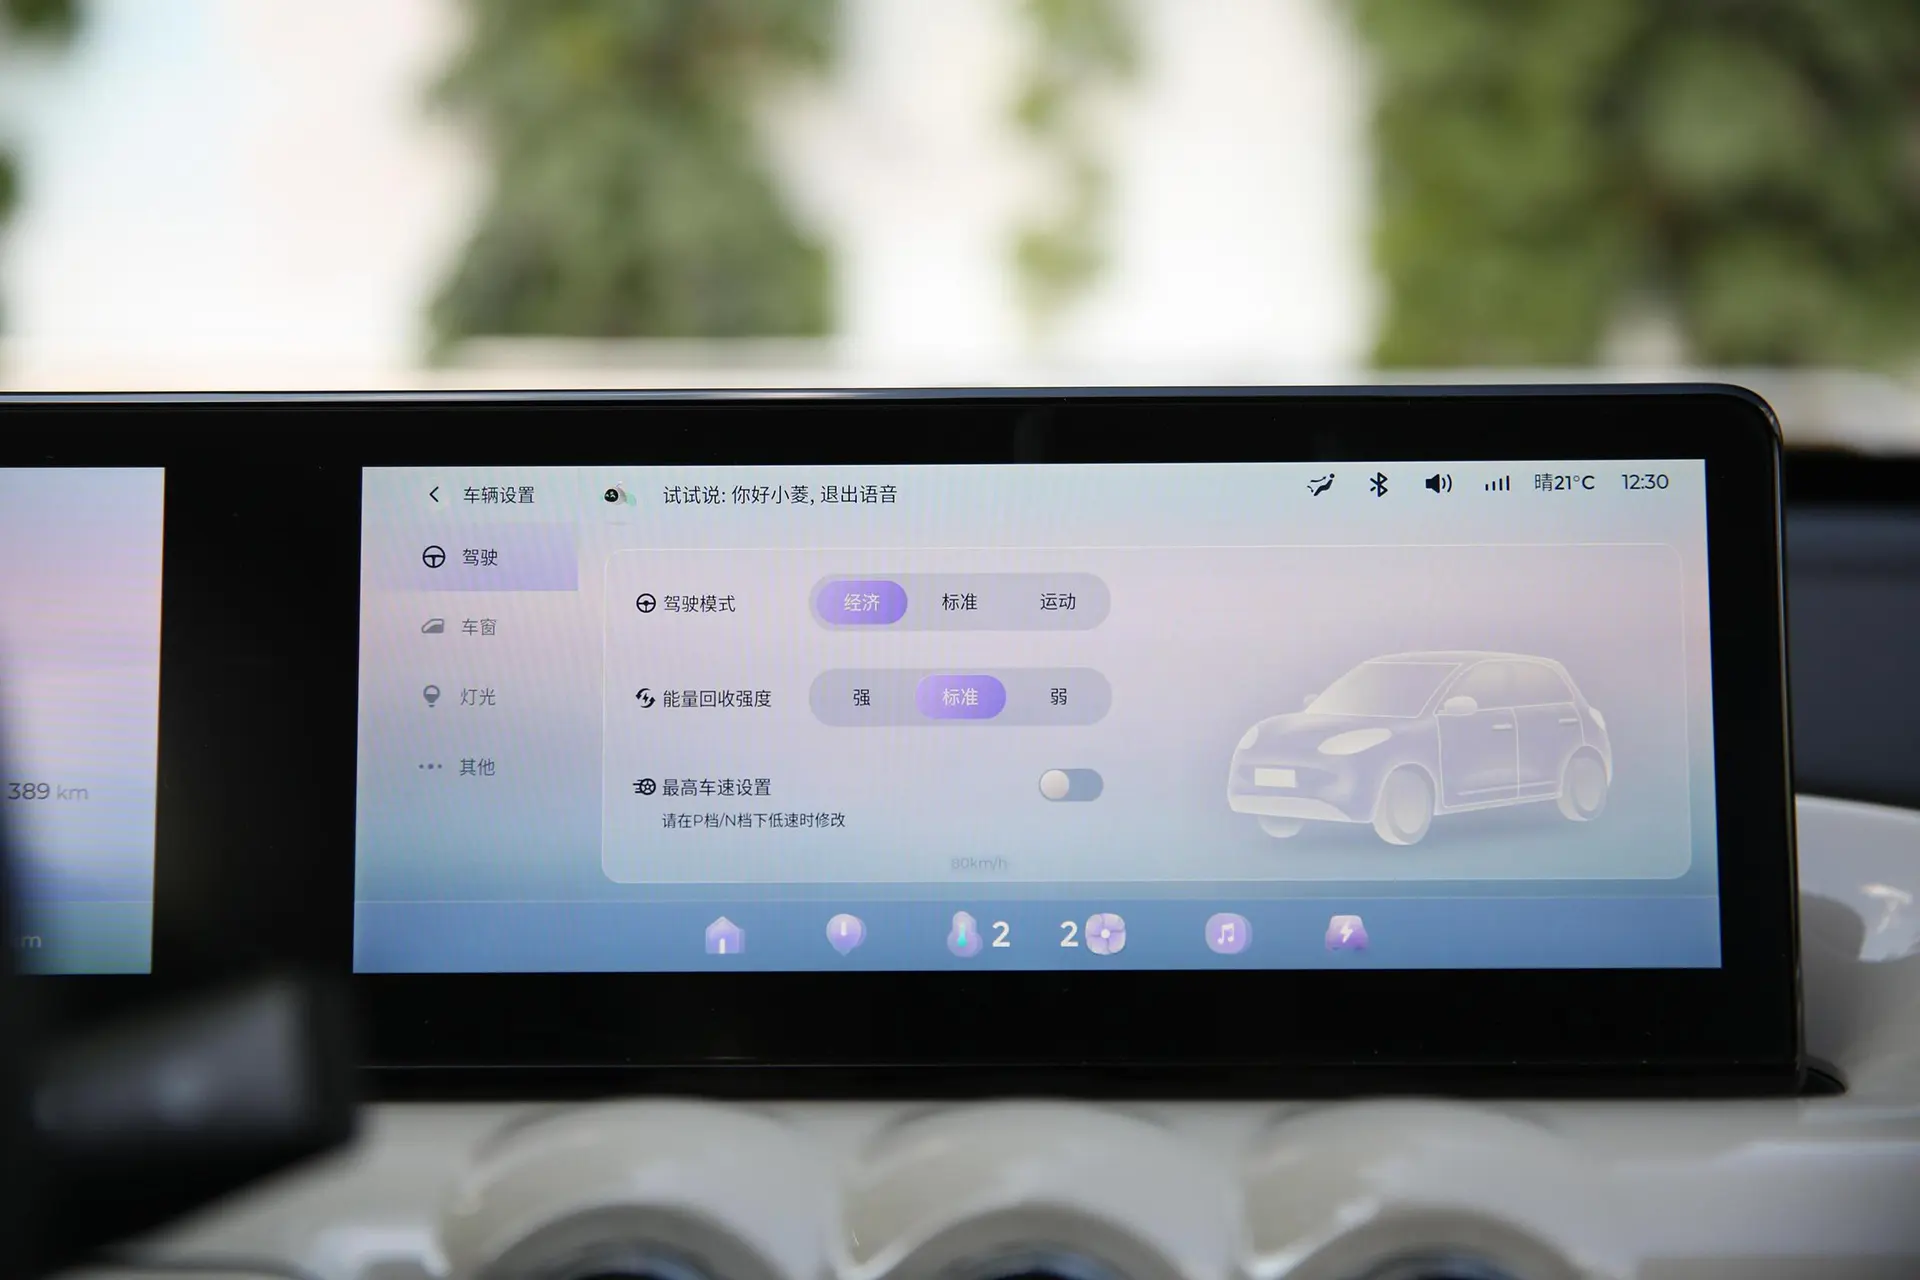 车辆设置
试试说: 你好小菱, 退出语音
晴21°C
12:30
驾驶
车窗
灯光
其他
驾驶模式
经济
标准
运动
能量回收强度
强
标准
弱
最高车速设置
请在P档/N档下低速时修改
80km/h
2
2
389 km
m